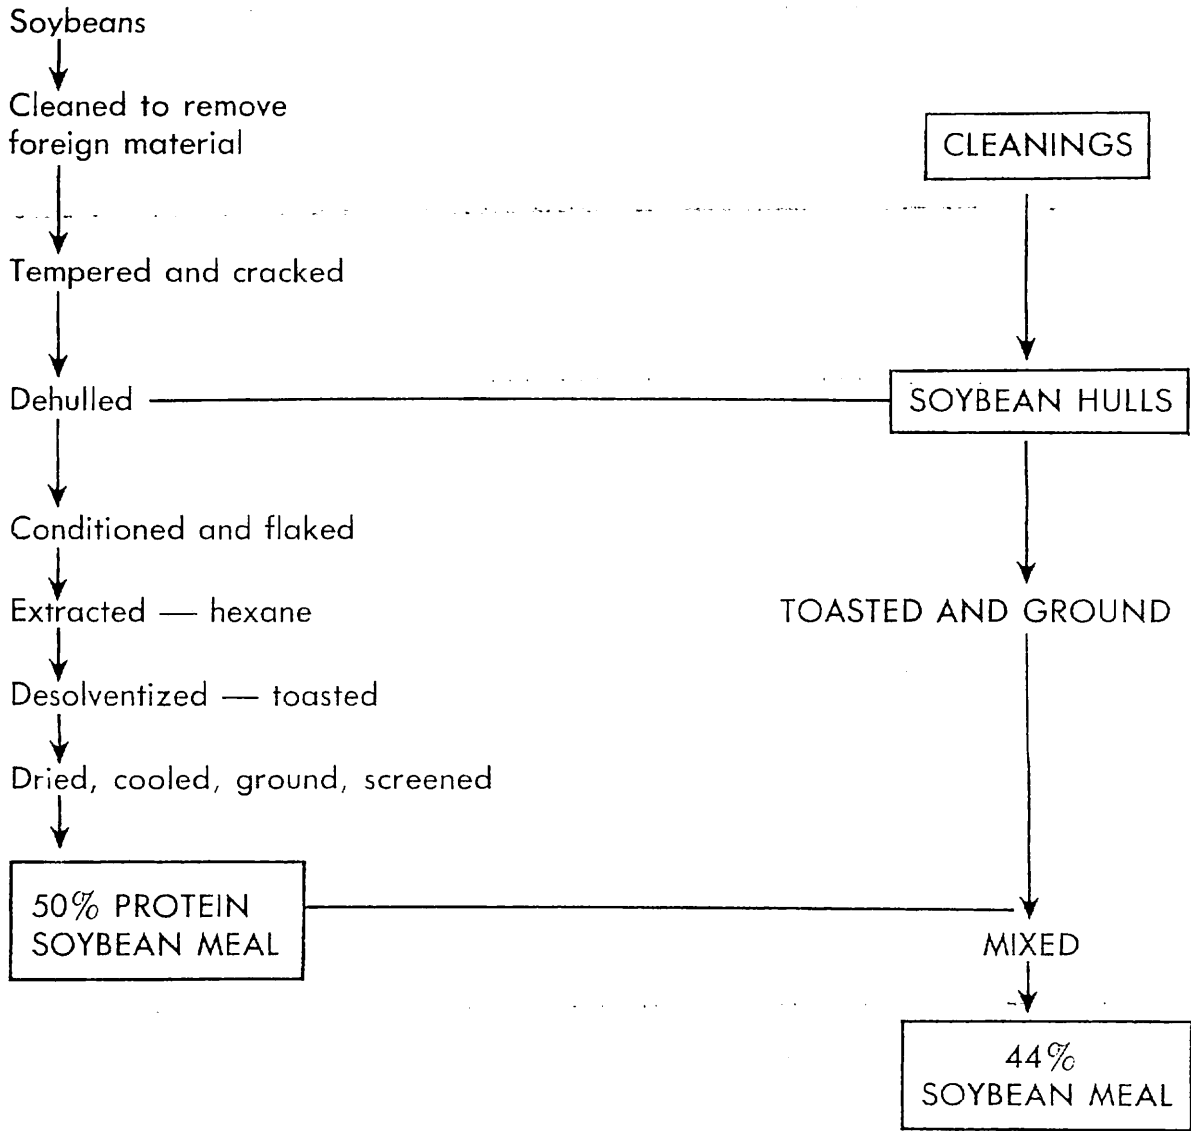 Soybeans
Cleaned to remove
foreign material
CLEANINGS
Tempered and cracked
Dehulled
SOYBEAN HULLS
Conditioned and flaked
Extracted — hexane
TOASTED AND GROUND
Desolventized — toasted
Dried, cooled, ground, screened
50% PROTEIN
SOYBEAN MEAL
MIXED
44%
SOYBEAN MEAL